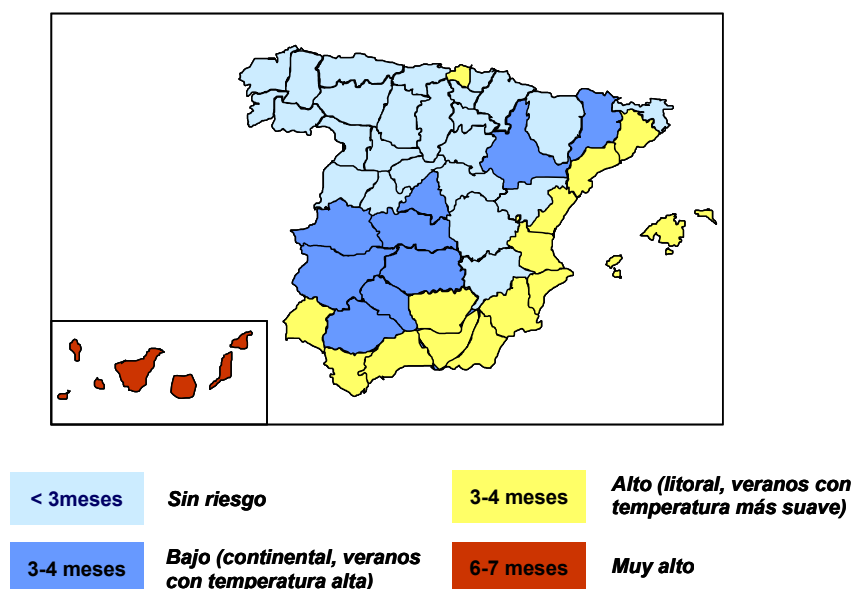 < 3meses
Sin riesgo
3-4 meses
Alto (litoral, veranos con
temperatura más suave)
3-4 meses
Bajo (continental, veranos
con temperatura alta)
6-7 meses
Muy alto